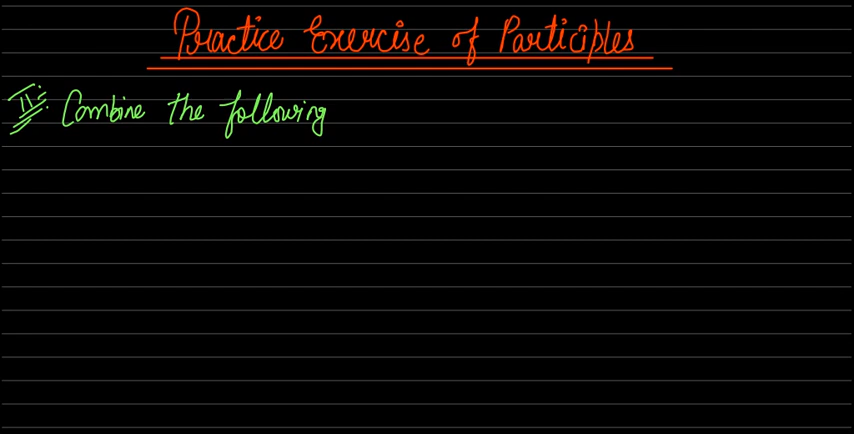 Practice Exercise of Participles
II:- Combine the following